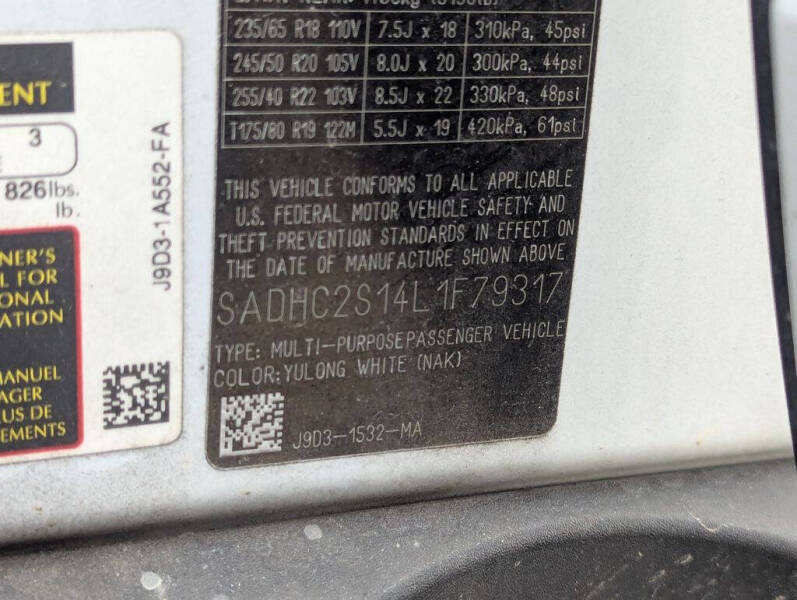 235/65 R18 110V 7.5J x 18 310kPa, 45psi
245/50 R20 105V 8.0J x 20 300kPa, 44psi
255/40 R22 103V 8.5J x 22 330kPa, 48psi
T175/80 R19 122M 5.5J x 19 420kPa, 61psi
THIS VEHICLE CONFORMS TO ALL APPLICABLE
U.S. FEDERAL MOTOR VEHICLE SAFETY AND
THEFT PREVENTION STANDARDS IN EFFECT ON
THE DATE OF MANUFACTURE SHOWN ABOVE
SADHC2S14L1F79317
TYPE: MULTI-PURPOSEPASSENGER VEHICLE
COLOR:YULONG WHITE (NAK)
J9D3-1532-MA
ENT
3
826lbs.
lb.
J9D3-1A552-FA
NER'S
L FOR
ONAL
ATION
MANUEL
AGER
US DE
EMENTS